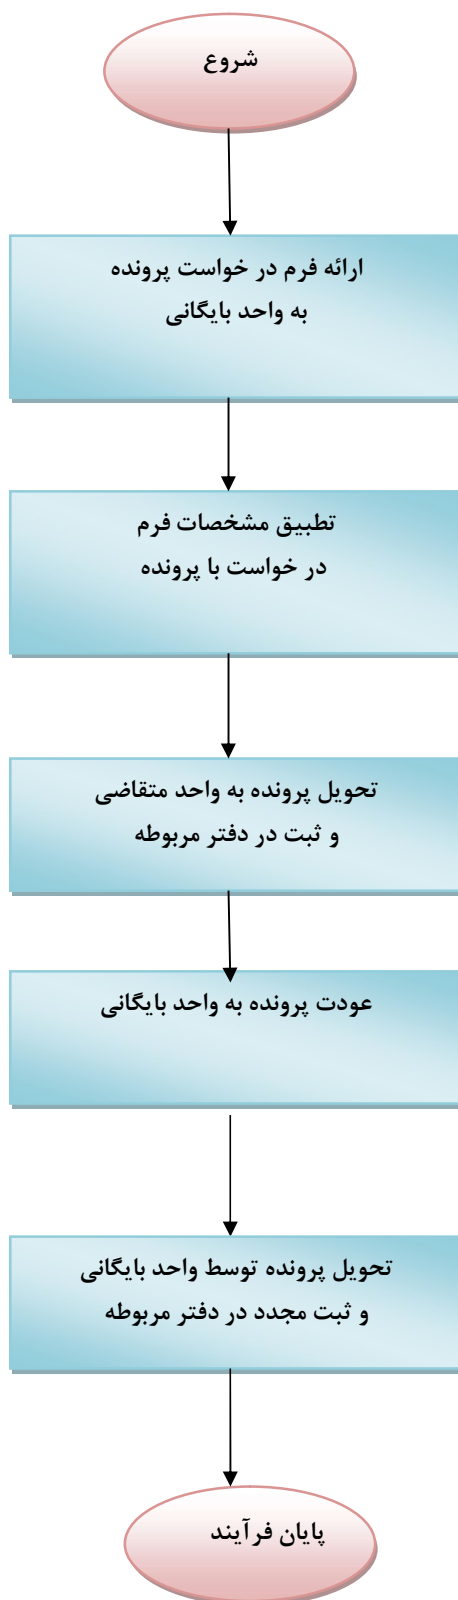 شروع
ارائه فرم در خواست پرونده
به واحد بایگانی
تطبیق مشخصات فرم
در خواست با پرونده
تحویل پرونده به واحد متقاضی
و ثبت در دفتر مربوطه
عودت پرونده به واحد بایگانی
تحویل پرونده توسط واحد بایگانی
و ثبت مجدد در دفتر مربوطه
پایان فرآیند